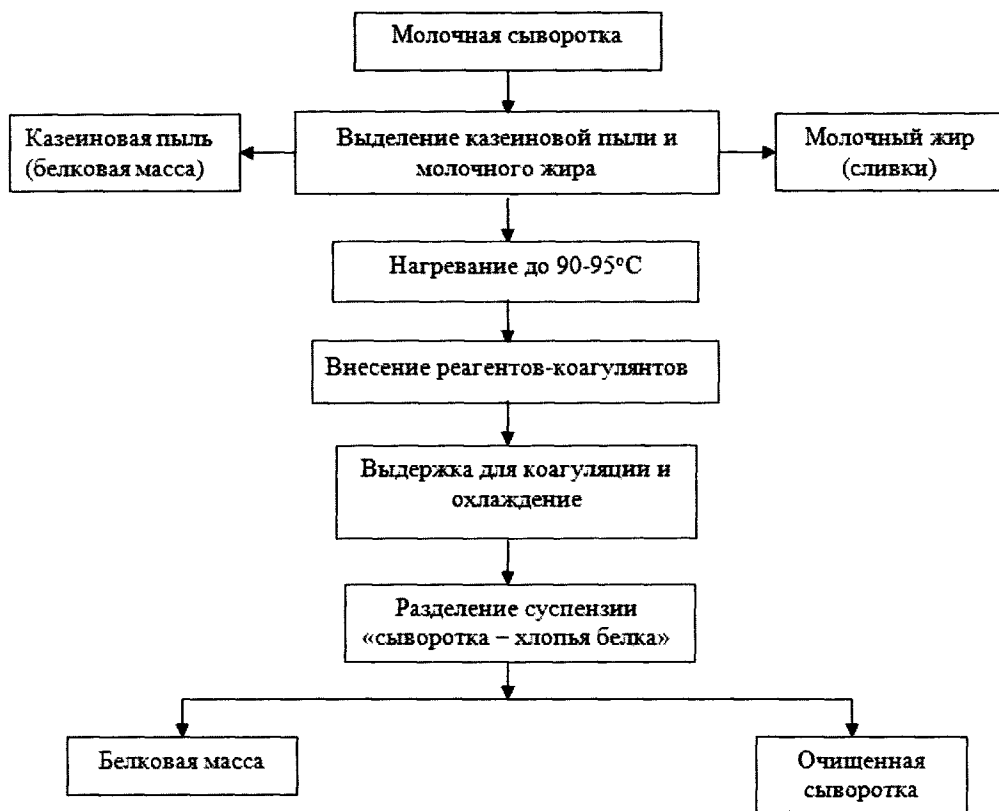 Молочная сыворотка
Казеиновая пыль
(белковая масса)
Выделение казеиновой пыли и
молочного жира
Молочный жир
(сливки)
Нагревание до 90-95°С
Внесение реагентов-коагулянтов
Выдержка для коагуляции и
охлаждение
Разделение суспензии
«сыворотка – хлопья белка»
Белковая масса
Очищенная
сыворотка